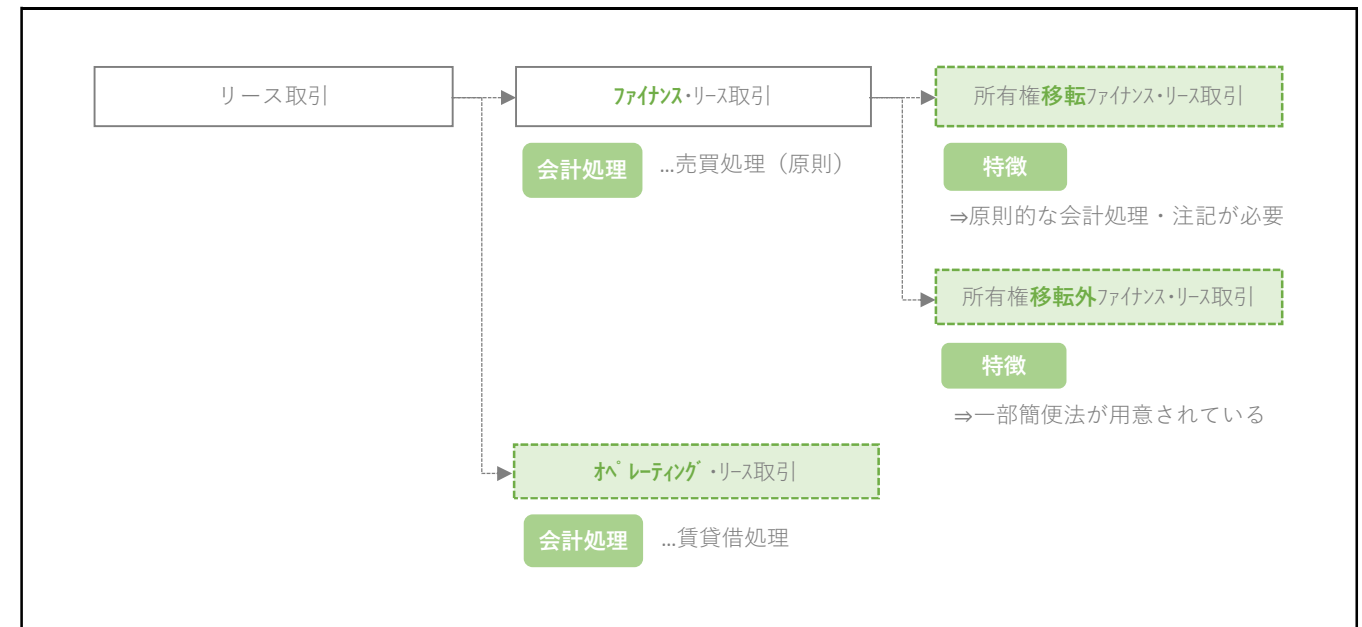 リース取引
ファイナンス・リース取引
所有権移転ファイナンス・リース取引
会計処理
…売買処理（原則）
特徴
⇒原則的な会計処理・注記が必要
所有権移転外ファイナンス・リース取引
特徴
⇒一部簡便法が用意されている
オペレーティング・リース取引
会計処理
…賃貸借処理